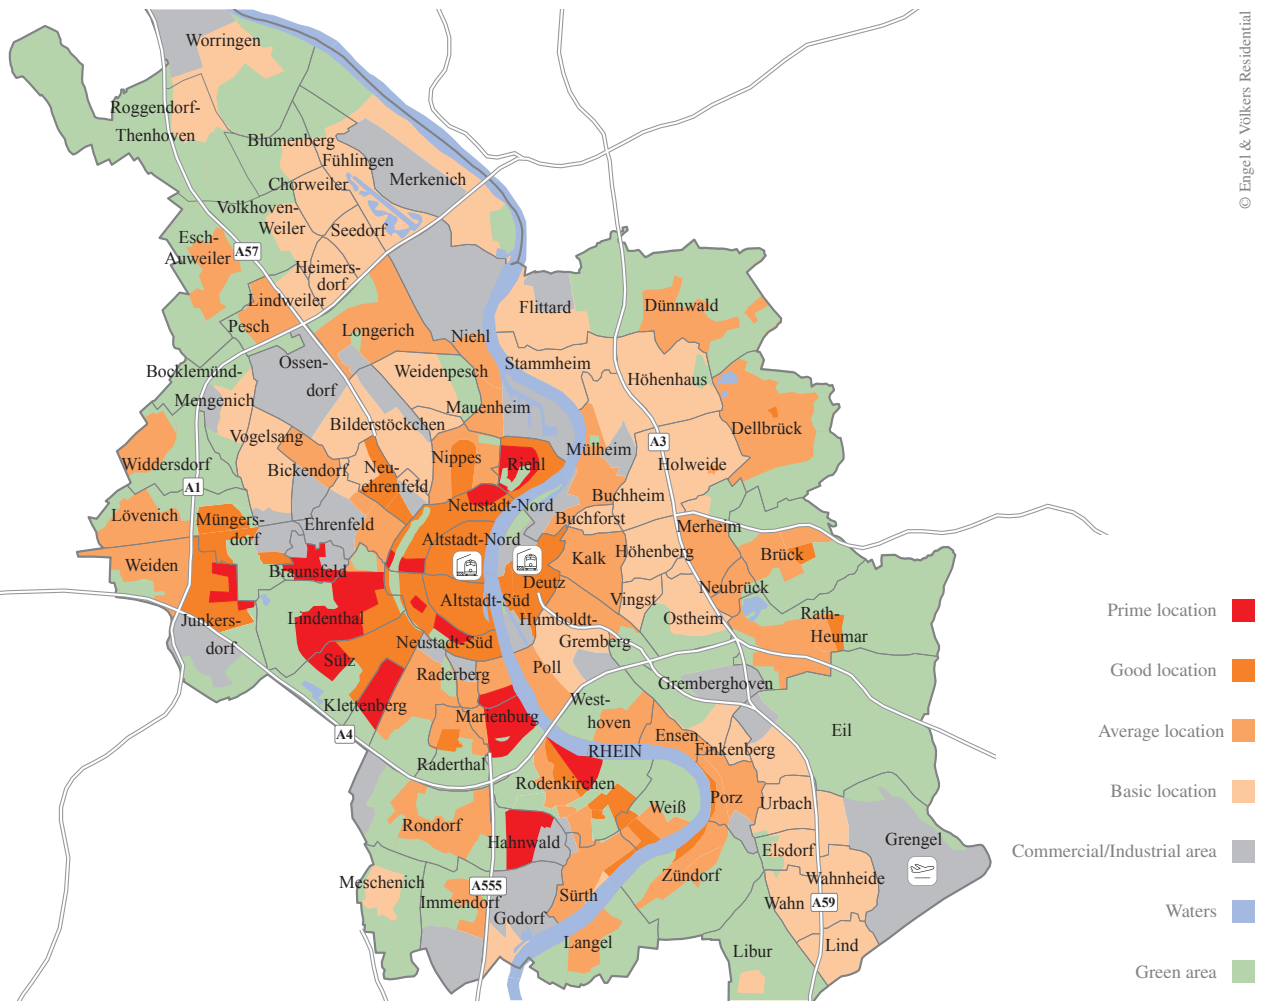 © Engel & Völkers Residential
Worringen
Roggendorf-
Thenhoven
Blumenberg
Fühlingen
Merkenich
Chorweiler
Volkhoven-
Weiler
Seedorf
Esch-
Auweiler
A57
Heimers-
dorf
Lindweiler
Pesch
Longerich
Niehl
Flittard
Dünnwald
Ossen-
dorf
Stammheim
Höhenhaus
Bocklemünd-
Mengenich
Weidenpesch
Mauenheim
Bilderstöckchen
Vogelsang
Dellbrück
A3
Mülheim
Holweide
Widdersdorf
Bickendorf
Neu-
ehrenfeld
Nippes
Riehl
A1
Buchheim
Neustadt-Nord
Lövenich
Müngers-
dorf
Ehrenfeld
Buchforst
Merheim
Altstadt-Nord
Höhenberg
Brück
Kalk
Weiden
Braunsfeld
Deutz
Neubrück
Altstadt-Süd
Vingst
Junkers-
dorf
Lindenthal
Humboldt-
Gremberg
Ostheim
Rath-
Heumar
Neustadt-Süd
Sülz
Raderberg
Poll
Gremberghoven
Klettenberg
Marienburg
West-
hoven
Eil
A4
Ensen
Finkenberg
RHEIN
Raderthal
Rodenkirchen
Weiß
Porz
Urbach
Rondorf
Hahnwald
Grengel
Elsdorf
Zündorf
Wahnheide
Meschenich
A555
Immendorf
Sürth
Wahn
A59
Godorf
Langel
Libur
Lind
Prime location
Good location
Average location
Basic location
Commercial/Industrial area
Waters
Green area